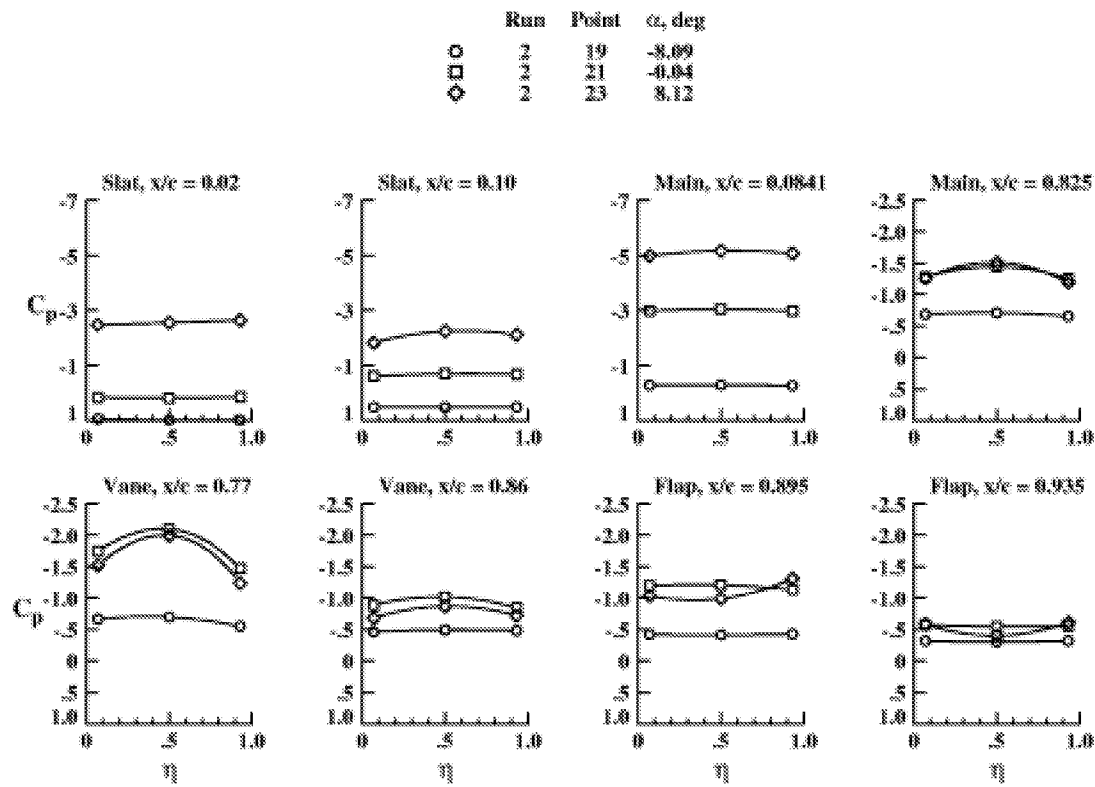 Run Point α, deg
2 19 -8.09
2 21 -0.04
2 23 8.12
Slat, x/c = 0.02
Slat, x/c = 0.10
Main, x/c = 0.0841
Main, x/c = 0.825
-7
-5
Cp -3
-1
1
0 .5 1.0
-7
-5
-3
-1
1
0 .5 1.0
-7
-5
-3
-1
1
0 .5 1.0
-2.5
-2.0
-1.5
-1.0
-.5
0
.5
1.0
0 .5 1.0
Vane, x/c = 0.77
Vane, x/c = 0.86
Flap, x/c = 0.895
Flap, x/c = 0.935
-2.5
-2.0
-1.5
Cp -1.0
-.5
0
.5
1.0
0 .5 1.0
η
-2.5
-2.0
-1.5
-1.0
-.5
0
.5
1.0
0 .5 1.0
η
-2.5
-2.0
-1.5
-1.0
-.5
0
.5
1.0
0 .5 1.0
η
-2.5
-2.0
-1.5
-1.0
-.5
0
.5
1.0
0 .5 1.0
η